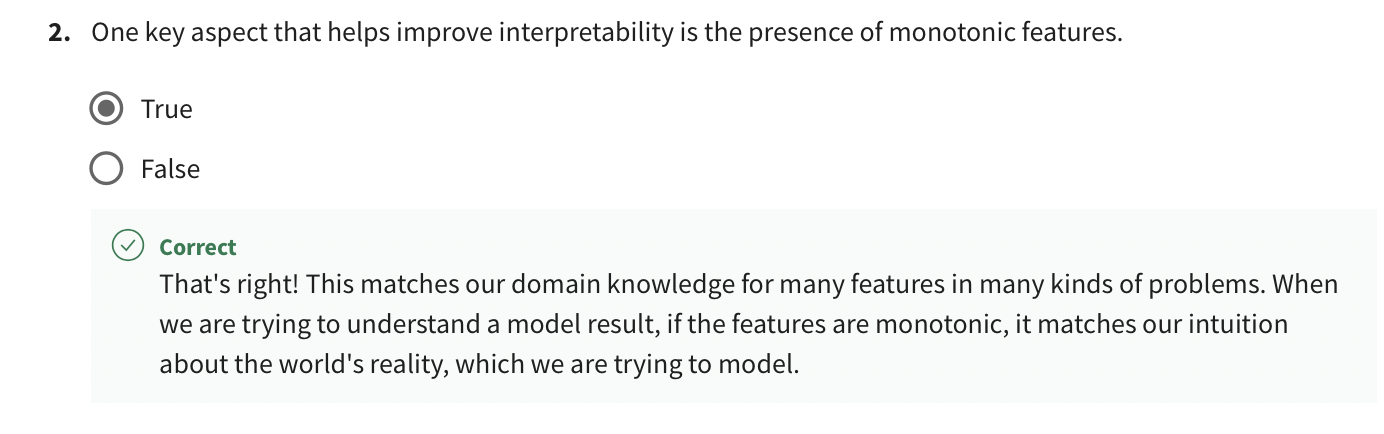 2. One key aspect that helps improve interpretability is the presence of monotonic features.
True
False
Correct
That's right! This matches our domain knowledge for many features in many kinds of problems. When
we are trying to understand a model result, if the features are monotonic, it matches our intuition
about the world's reality, which we are trying to model.